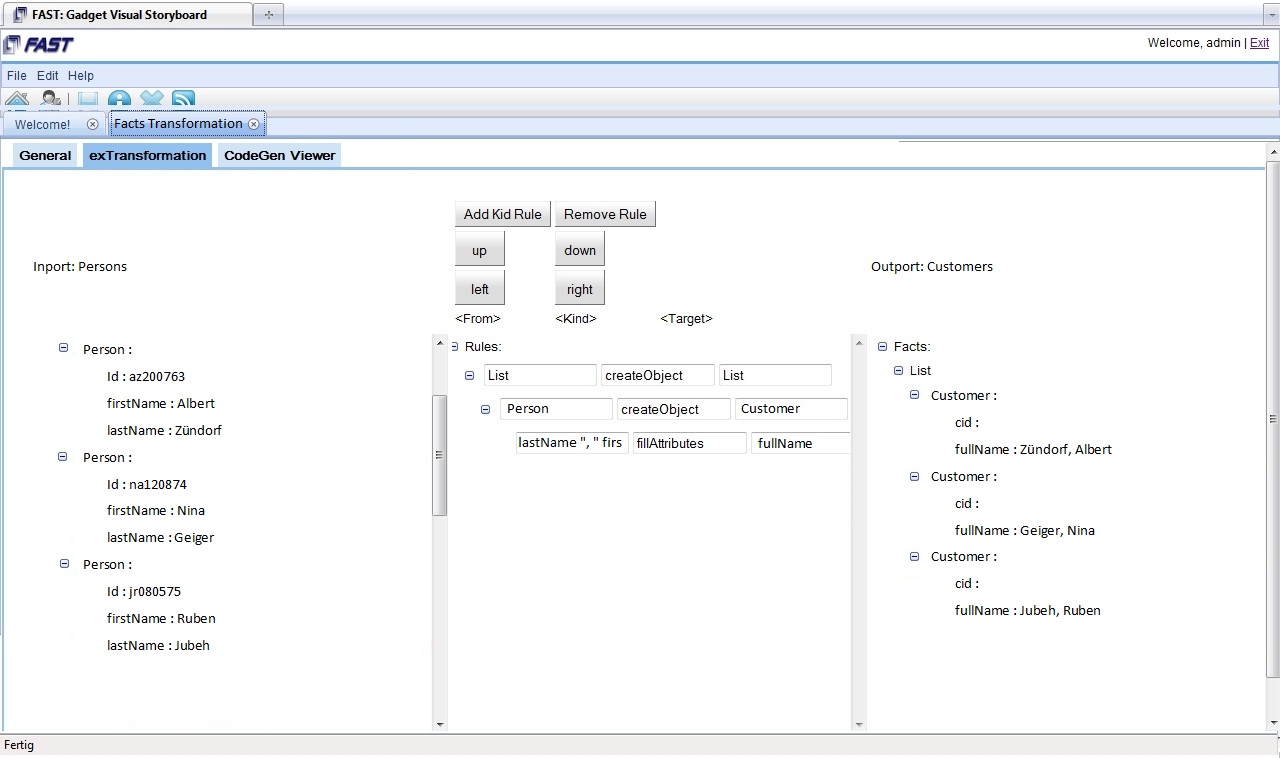 FAST: Gadget Visual Storyboard
FAST
Welcome, admin | Exit
File Edit Help
Welcome! Facts Transformation
General exTransformation CodeGen Viewer
Add Kid Rule Remove Rule
up down
Inport: Persons
Outport: Customers
left right
<From> <Kind> <Target>
Person :
Id : az200763
firstName : Albert
lastName : Zündorf
Person :
Id : na120874
firstName : Nina
lastName : Geiger
Person :
Id : jr080575
firstName : Ruben
lastName : Jubeh
Rules:
List createObject List
Person createObject Customer
lastName ", " firs fillAttributes fullName
Facts:
List
Customer :
cid :
fullName : Zündorf, Albert
Customer :
cid :
fullName : Geiger, Nina
Customer :
cid :
fullName : Jubeh, Ruben
Fertig